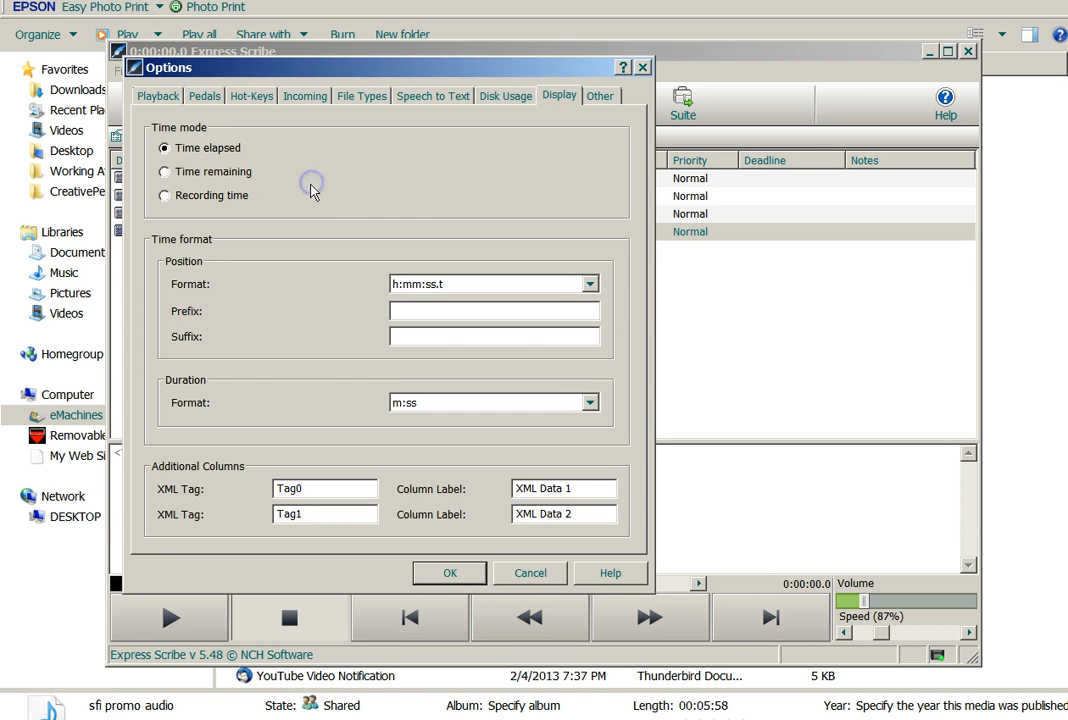 EPSON Easy Photo Print Photo Print
Organize Play Play all Share with Burn New folder
0:00:00.0 Express Scribe
Options
Playback Pedals Hot-Keys Incoming File Types Speech to Text Disk Usage Display Other
Suite Help
Favorites
Downloads
Recent Pla
Videos
Desktop
Working A
CreativePe
Libraries
Document
Music
Pictures
Videos
Homegroup
Computer
eMachines
Removable
My Web Si
Network
DESKTOP
Time mode
Time elapsed
Time remaining
Recording time
Time format
Position
Format: h:mm:ss.t
Prefix:
Suffix:
Duration
Format: m:ss
Additional Columns
XML Tag: Tag0 Column Label: XML Data 1
XML Tag: Tag1 Column Label: XML Data 2
OK Cancel Help
Priority Deadline Notes
Normal
Normal
Normal
Normal
0:00:00.0 Volume
Speed (87%)
Express Scribe v 5.48 © NCH Software
YouTube Video Notification 2/4/2013 7:37 PM Thunderbird Docu... 5 KB
sfi promo audio State: Shared Album: Specify album Length: 00:05:58 Year: Specify the year this media was published